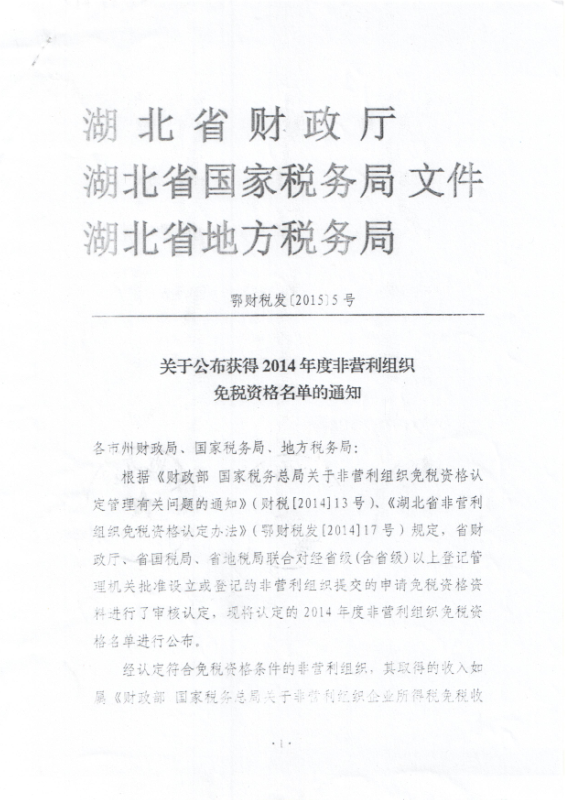 湖北省财政厅
湖北省国家税务局 文件
湖北省地方税务局
鄂财税发[2015]5号
关于公布获得2014年度非营利组织
免税资格名单的通知
各市州财政局、国家税务局、地方税务局：
根据《财政部 国家税务总局关于非营利组织免税资格认
定管理有关问题的通知》(财税[2014]13号)、《湖北省非营利
组织免税资格认定办法》(鄂财税发[2014]17号)规定，省财
政厅、省国税局、省地税局联合对经省级(含省级)以上登记管
理机关批准设立或登记的非营利组织提交的申请免税资格资
料进行了审核认定，现将认定的2014年度非营利组织免税资
格名单进行公布。
经认定符合免税资格条件的非营利组织，其取得的收入如
果《财政部 国家税务总局关于非营利组织企业所得税免税收
·1·